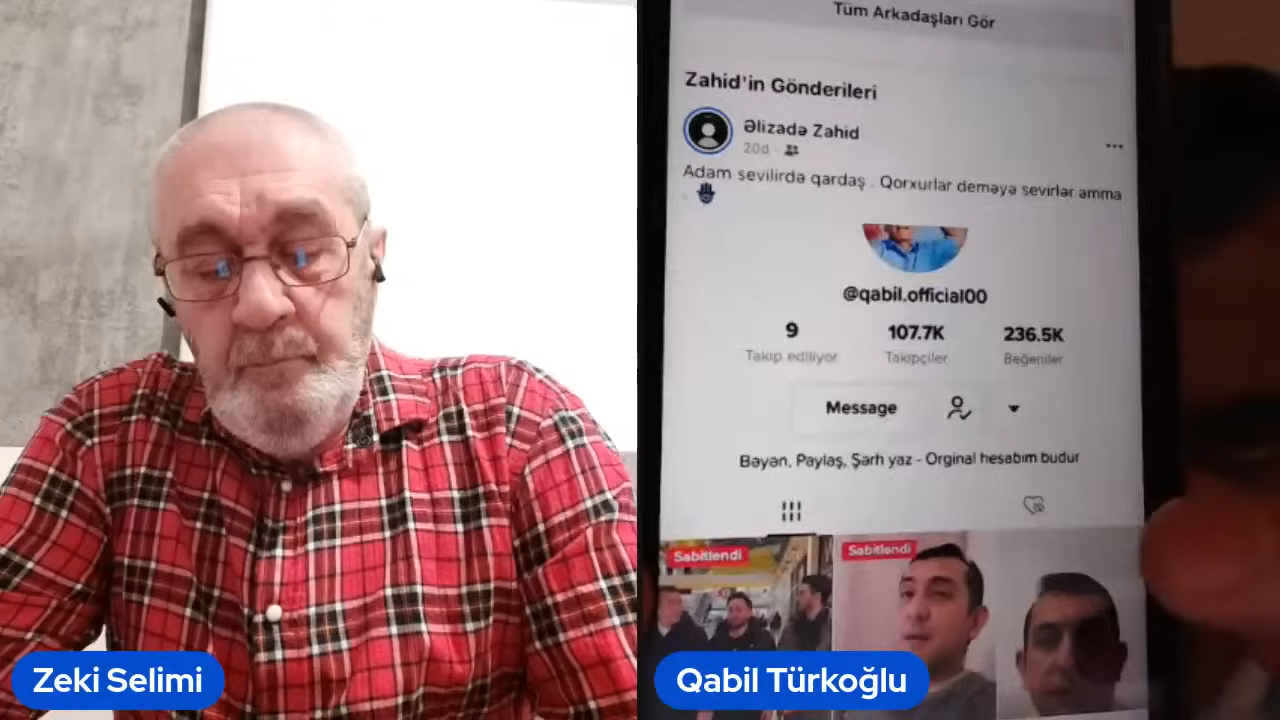 Tüm Arkadaşları Gör
Zahid'in Gönderileri
Əlizadə Zahid
20d
Adam sevilirdə qardaş . Qorxurlar deməyə sevirlər amma
@qabil.official00
9
107.7K
236.5K
Takip ediliyor
Takipçiler
Beğeniler
Message
Bəyən, Paylaş, Şərh yaz - Orginal hesabım budur
Sabitlendi
Sabitlendi
Zeki Selimi
Qabil Türkoğlu